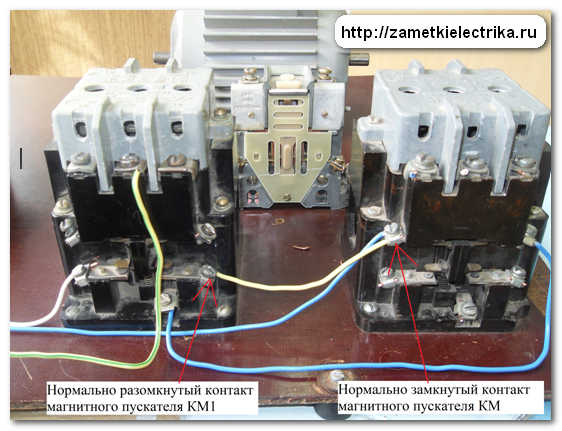 http://zametkielectrika.ru
Нормально разомкнутый контакт
магнитного пускателя КМ1
Нормально замкнутый контакт
магнитного пускателя КМ